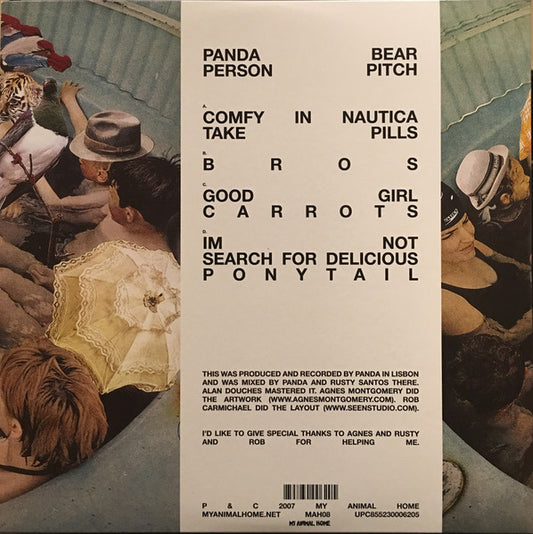 PANDA BEAR
PERSON PITCH
A.
COMFY IN NAUTICA
TAKE PILLS
B.
BROS
C.
GOOD GIRL
CARROTS
D.
IM NOT
SEARCH FOR DELICIOUS
PONYTAIL
THIS WAS PRODUCED AND RECORDED BY PANDA IN LISBON
AND WAS MIXED BY PANDA AND RUSTY SANTOS THERE.
ALAN DOUCHES MASTERED IT. AGNES MONTGOMERY DID
THE ARTWORK (WWW.AGNESMONTGOMERY.COM). ROB
CARMICHAEL DID THE LAYOUT (WWW.SEENSTUDIO.COM).
I'D LIKE TO GIVE SPECIAL THANKS TO AGNES AND RUSTY
AND ROB FOR HELPING ME.
P & C 2007 MY ANIMAL HOME
MYANIMALHOME.NET MAH08 UPC855230006205
MY ANIMAL HOME